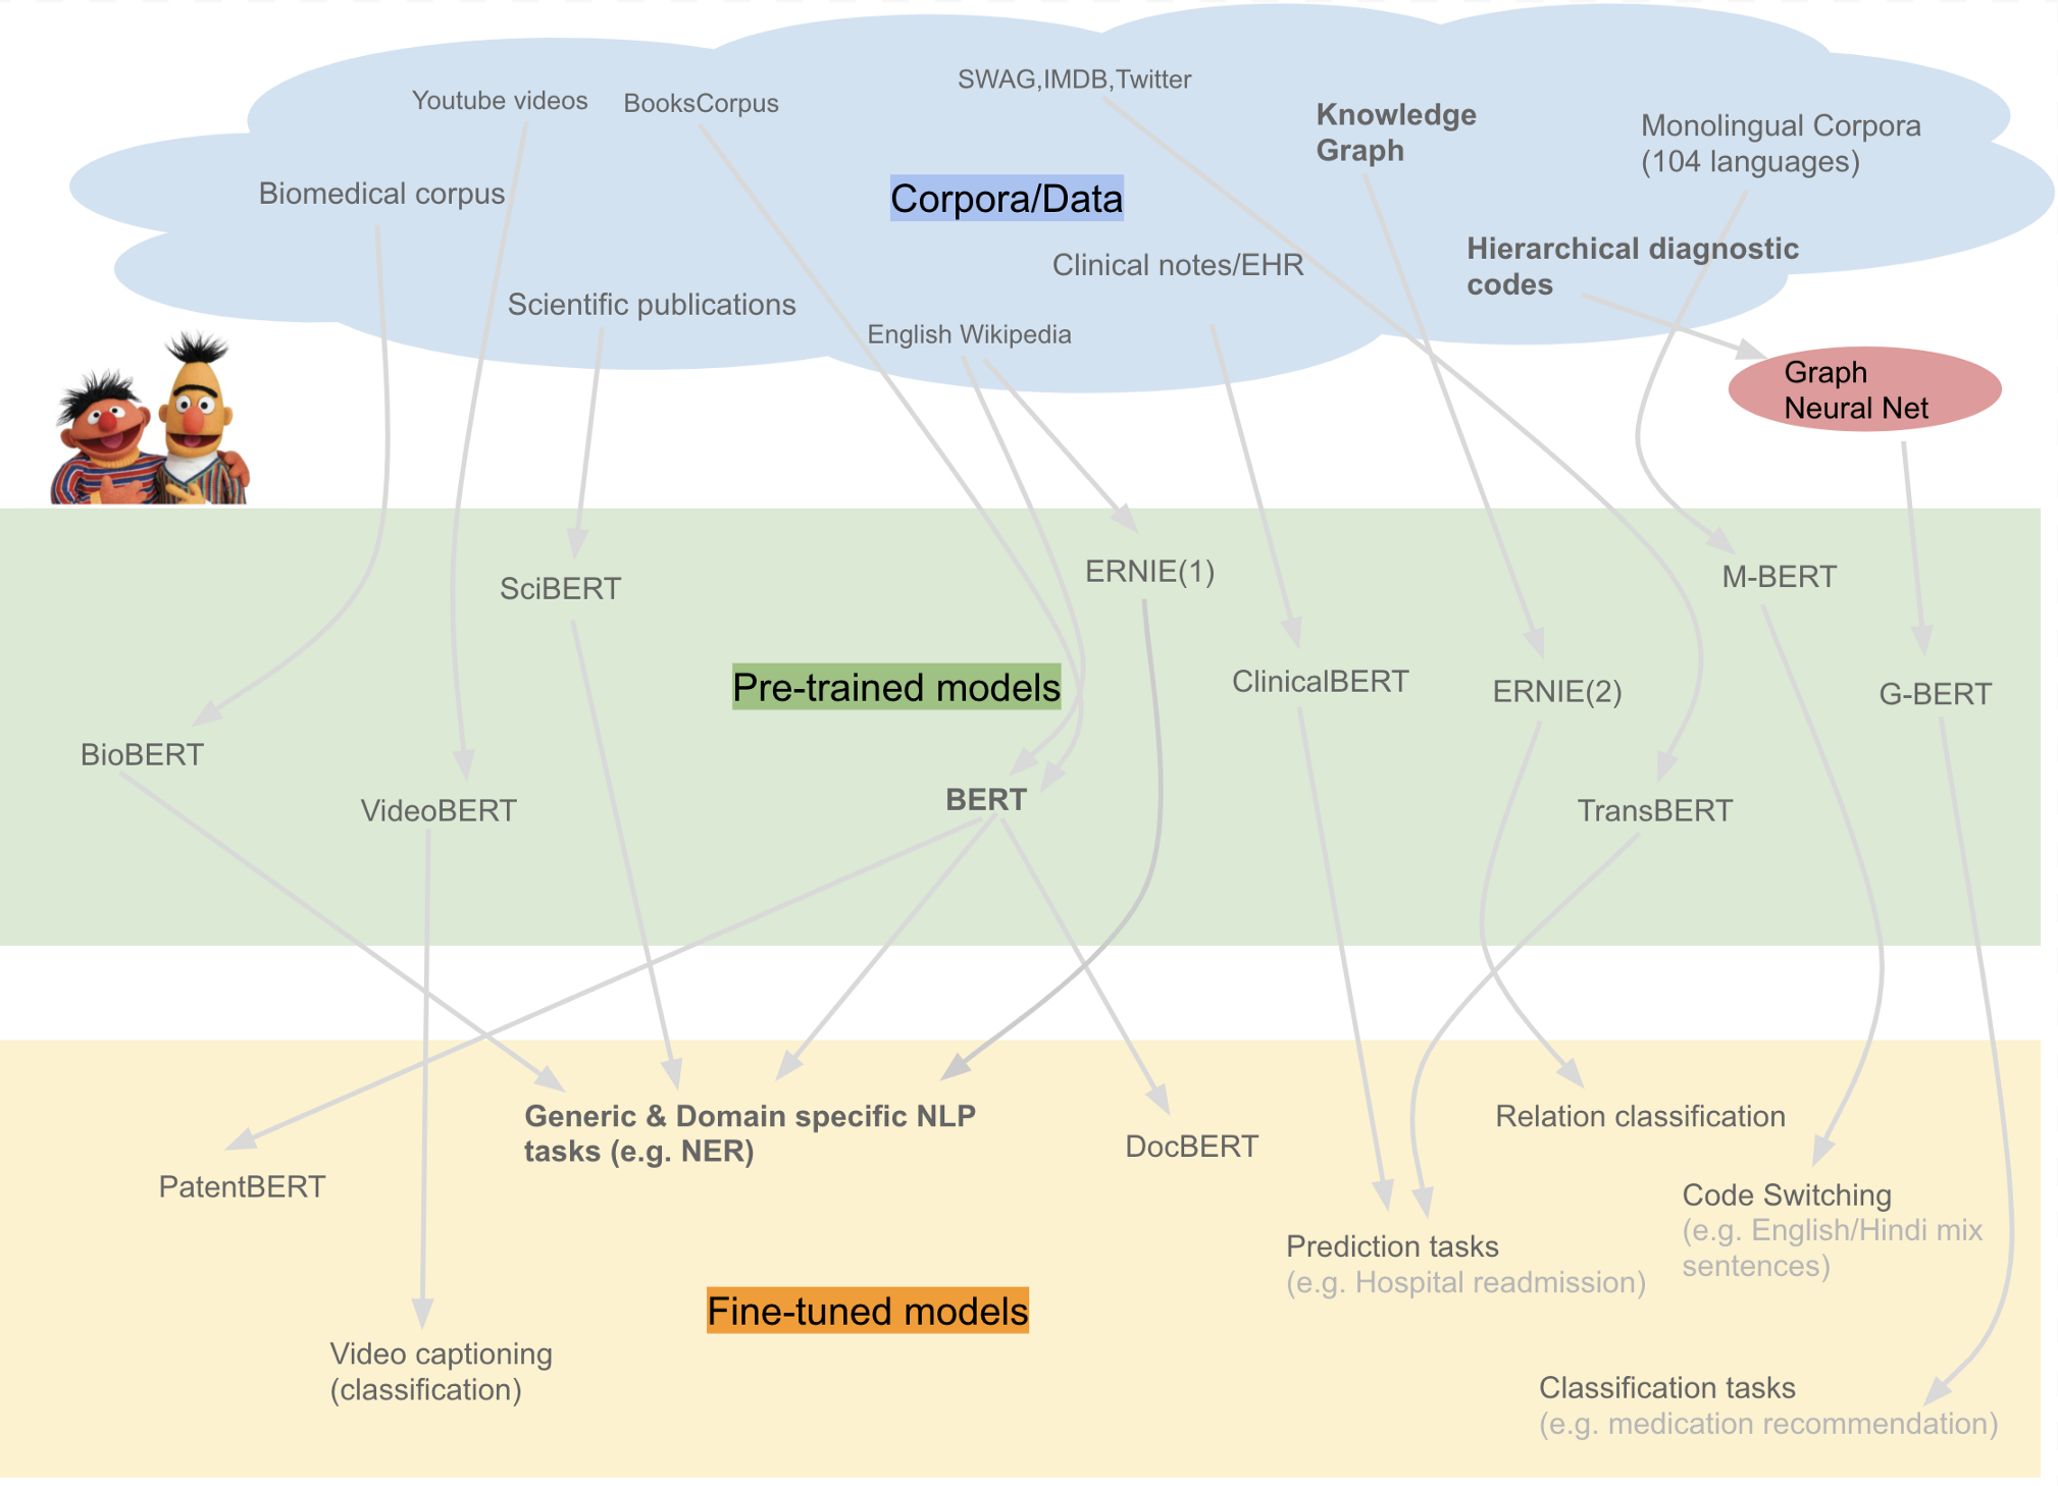 SWAG,IMDB,Twitter
Youtube videos
BooksCorpus
Knowledge
Graph
Monolingual Corpora
(104 languages)
Biomedical corpus
Corpora/Data
Hierarchical diagnostic
codes
Clinical notes/EHR
Scientific publications
English Wikipedia
Graph
Neural Net
SciBERT
ERNIE(1)
M-BERT
Pre-trained models
ClinicalBERT
ERNIE(2)
G-BERT
BioBERT
VideoBERT
BERT
TransBERT
Generic & Domain specific NLP
tasks (e.g. NER)
Relation classification
DocBERT
PatentBERT
Code Switching
(e.g. English/Hindi mix
sentences)
Prediction tasks
(e.g. Hospital readmission)
Fine-tuned models
Video captioning
(classification)
Classification tasks
(e.g. medication recommendation)